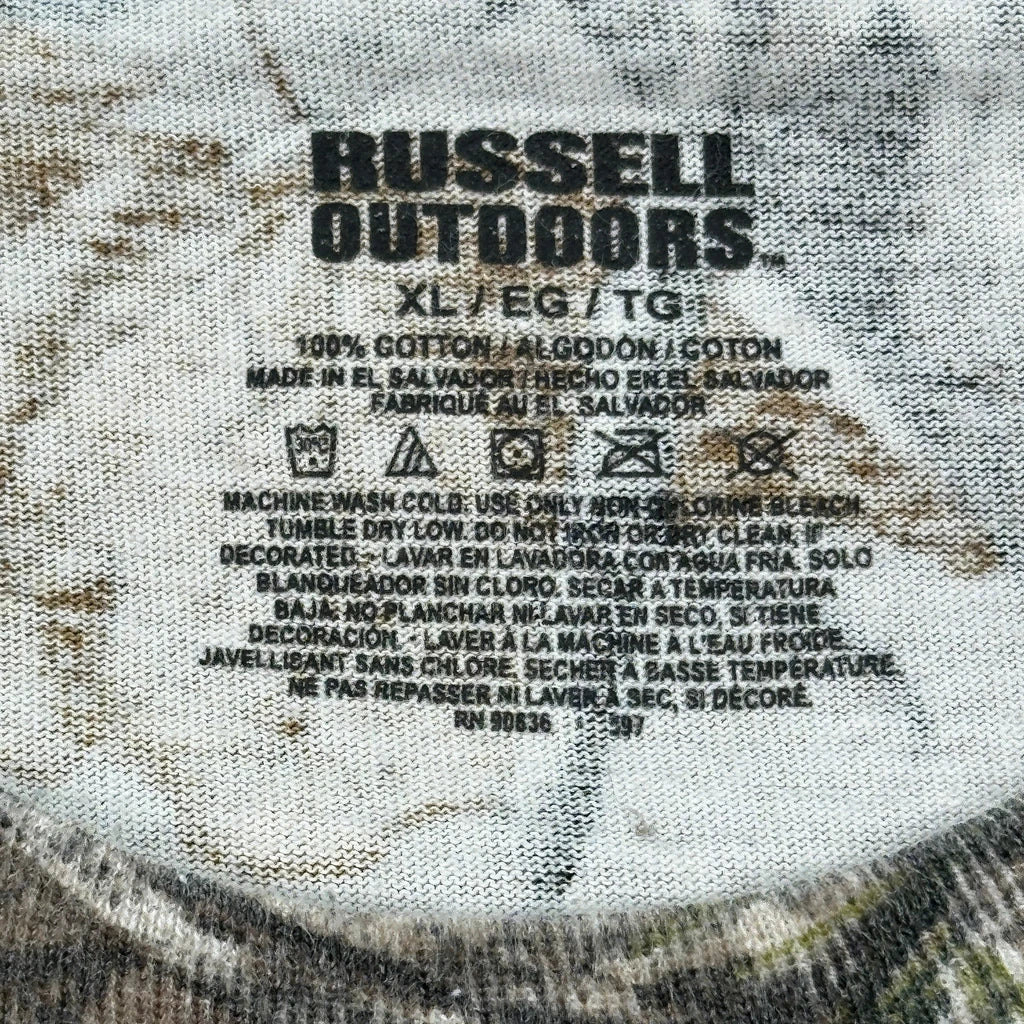 RUSSELL
OUTDOORS™
XL / EG / TG
100% COTTON / ALGODÓN / COTON
MADE IN EL SALVADOR / HECHO EN EL SALVADOR
FABRIQUÉ AU EL SALVADOR
MACHINE WASH COLD. USE ONLY NON-CHLORINE BLEACH.
TUMBLE DRY LOW. DO NOT IRON OR DRY CLEAN, IF
DECORATED. - LAVAR EN LAVADORA CON AGUA FRÍA. SOLO
BLANQUEADOR SIN CLORO. SECAR A TEMPERATURA
BAJA. NO PLANCHAR NI LAVAR EN SECO, SI TIENE
DECORACIÓN. - LAVER À LA MACHINE À L'EAU FROIDE.
JAVELLISANT SANS CHLORE. SÉCHER À BASSE TEMPÉRATURE.
NE PAS REPASSER NI LAVER À SEC, SI DÉCORÉ.
RN 90636